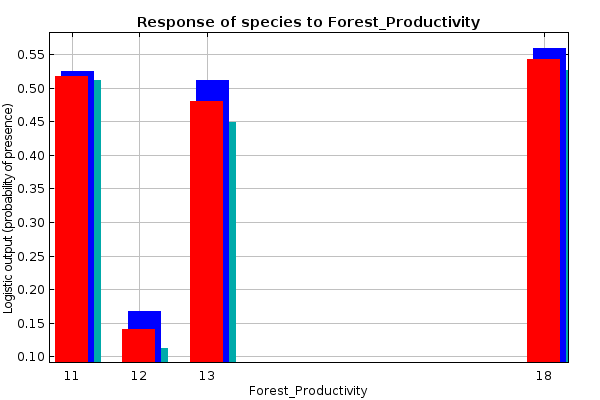 Response of species to Forest_Productivity
Logistic output (probability of presence)
0.55
0.50
0.45
0.40
0.35
0.30
0.25
0.20
0.15
0.10
11 12 13 18
Forest_Productivity